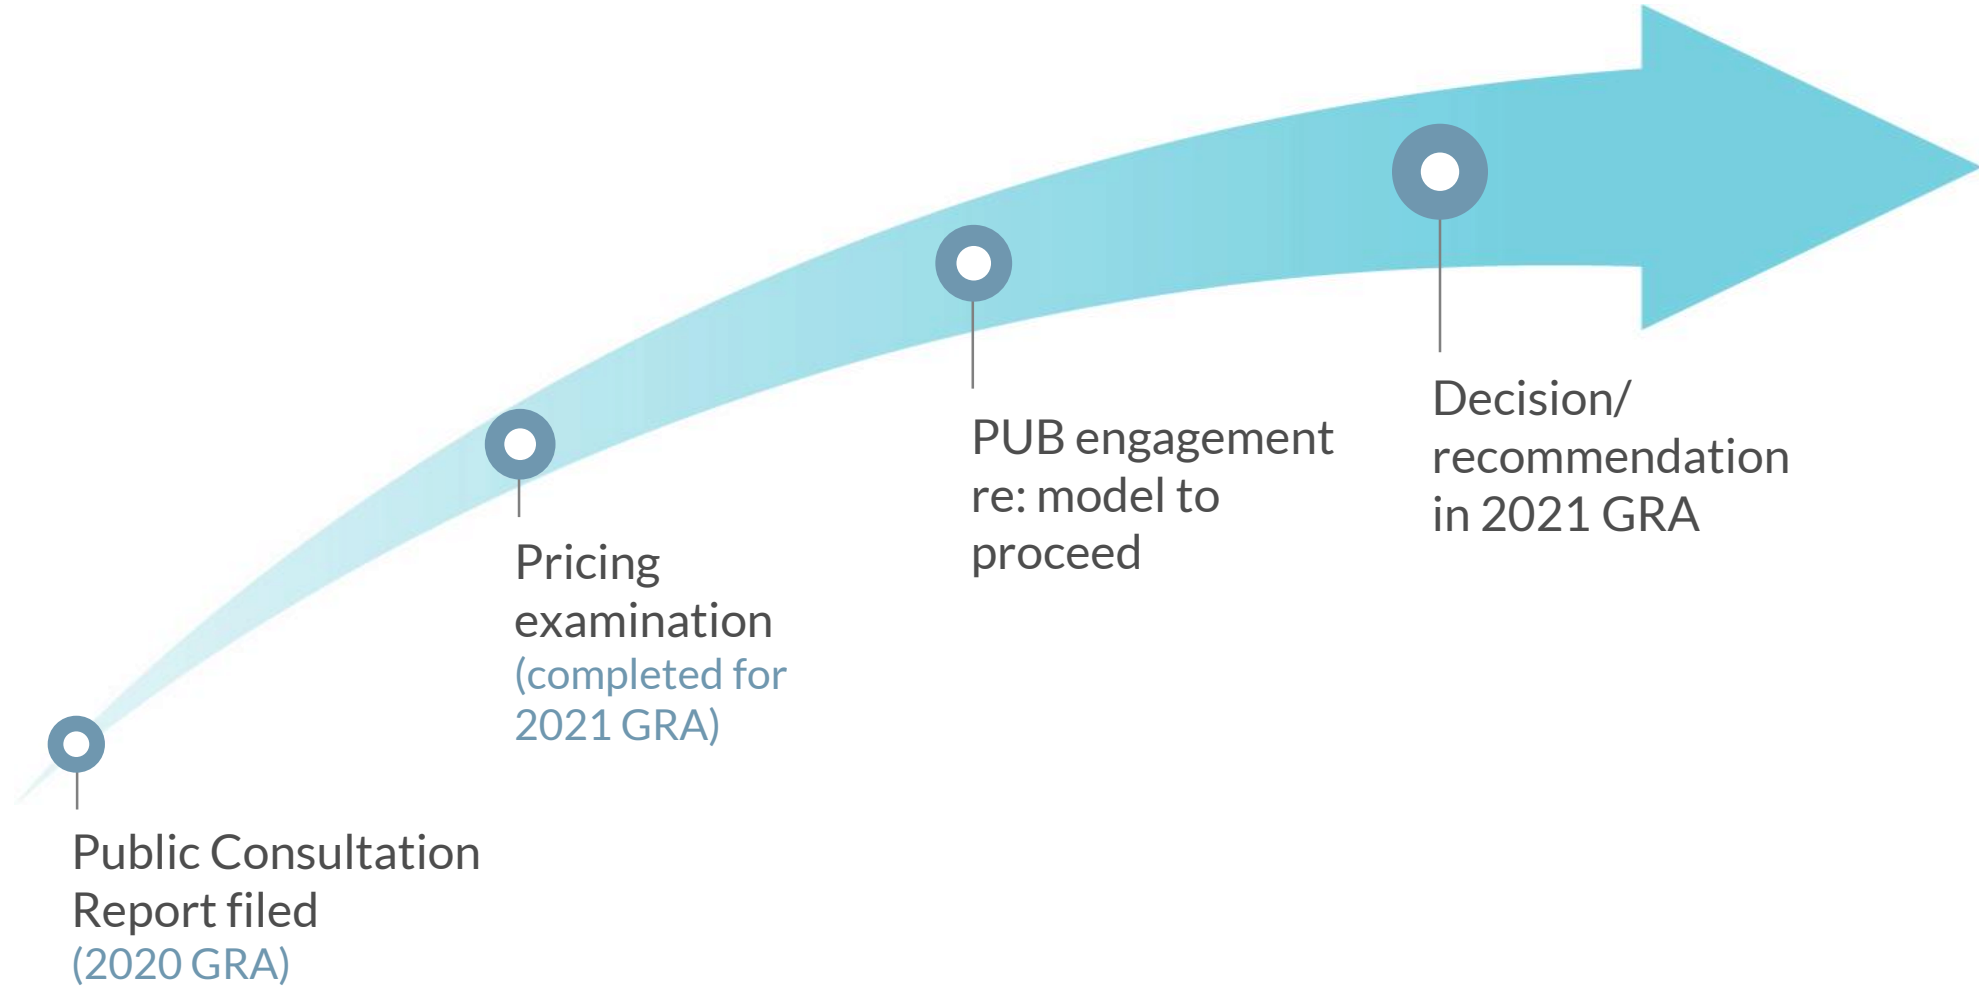 Public Consultation
Report filed
(2020 GRA)
Pricing
examination
(completed for
2021 GRA)
PUB engagement
re: model to
proceed
Decision/
recommendation
in 2021 GRA